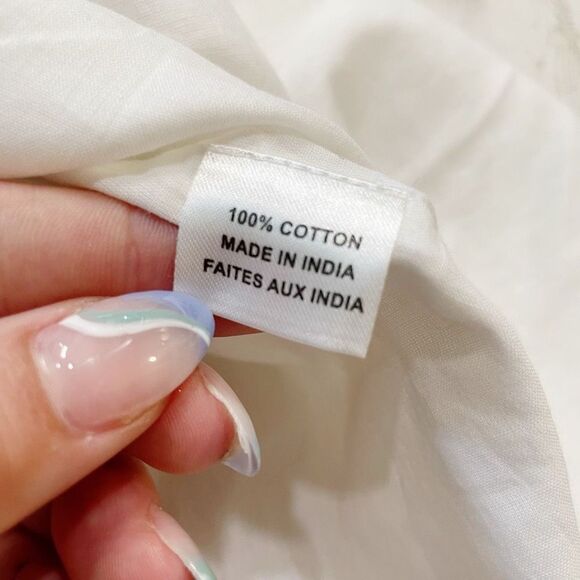 100% COTTON
MADE IN INDIA
FAITES AUX INDIA